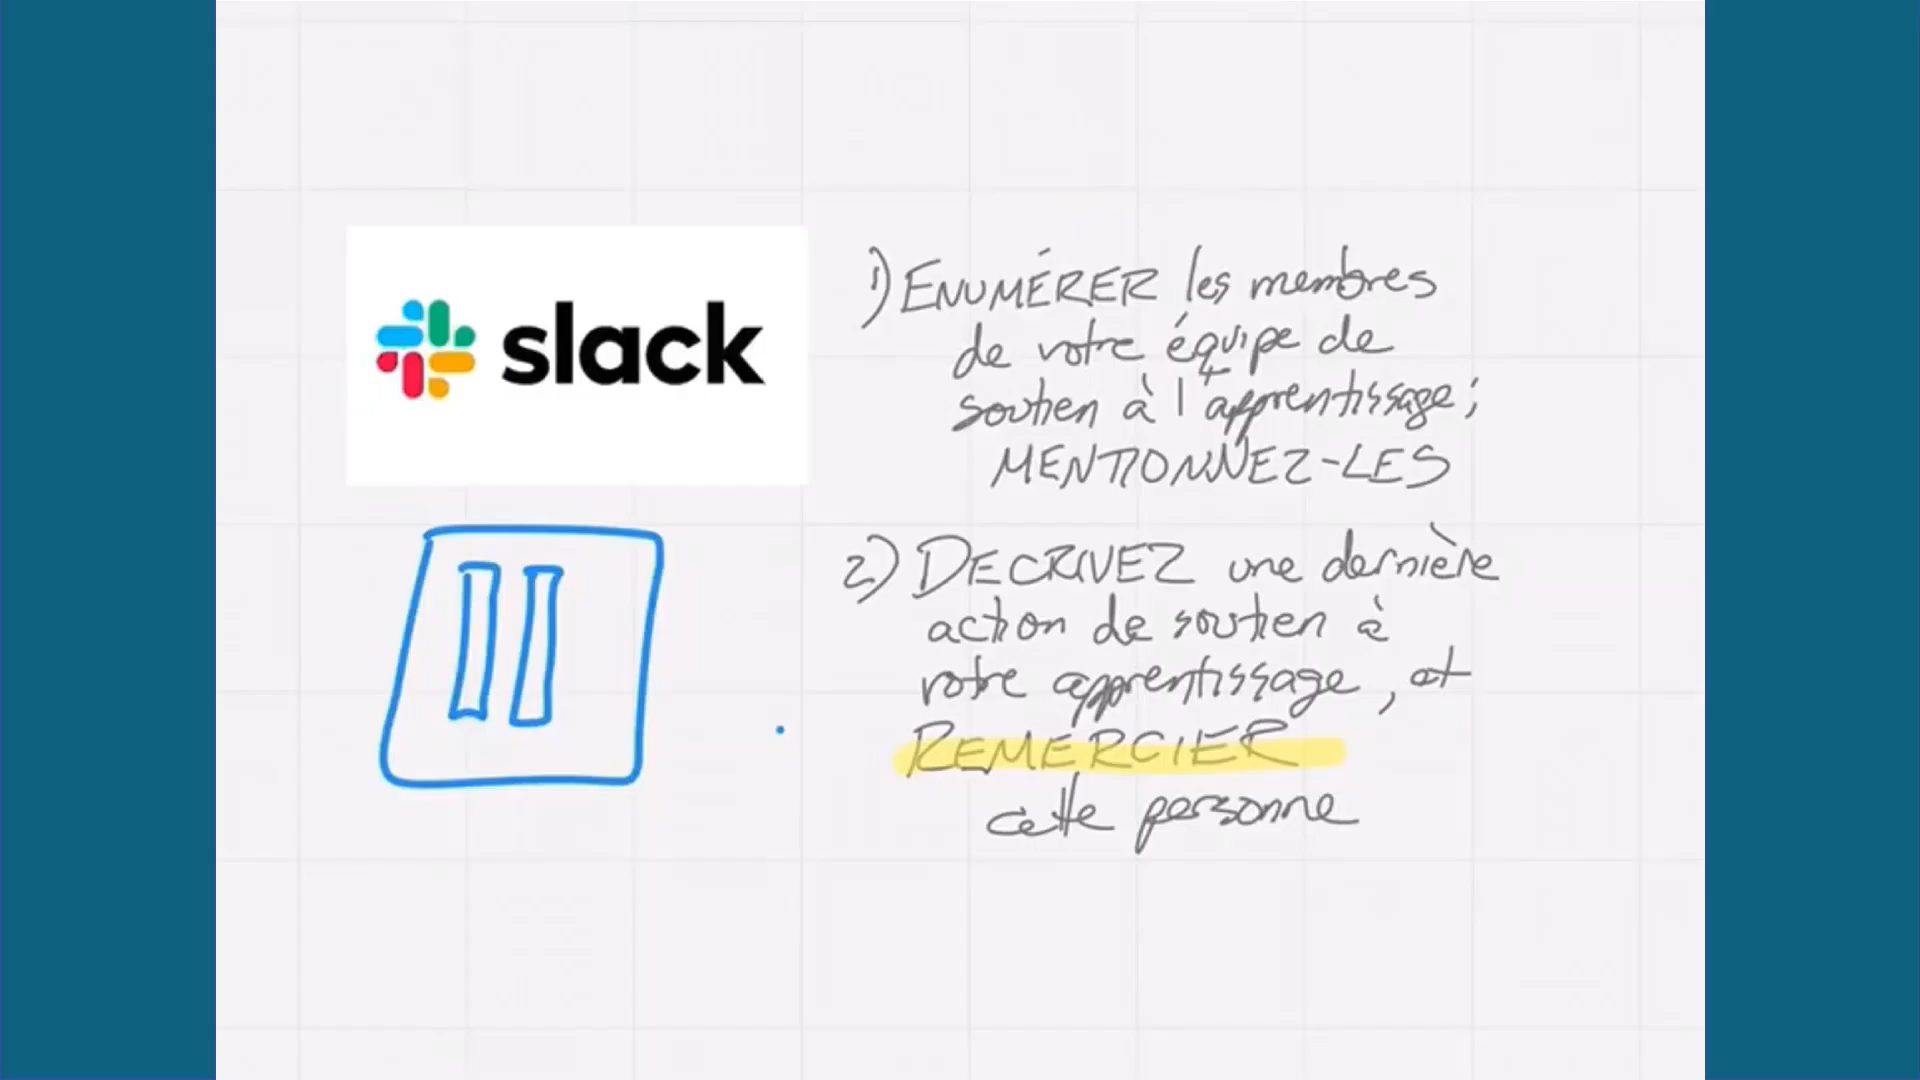 slack
1) ENUMÉRER les membres
de votre équipe de
soutien à l'apprentissage;
MENTIONNEZ-LES
2) DECRIVEZ une dernière
action de soutien à
votre apprentissage, et
REMERCIER
cette personne